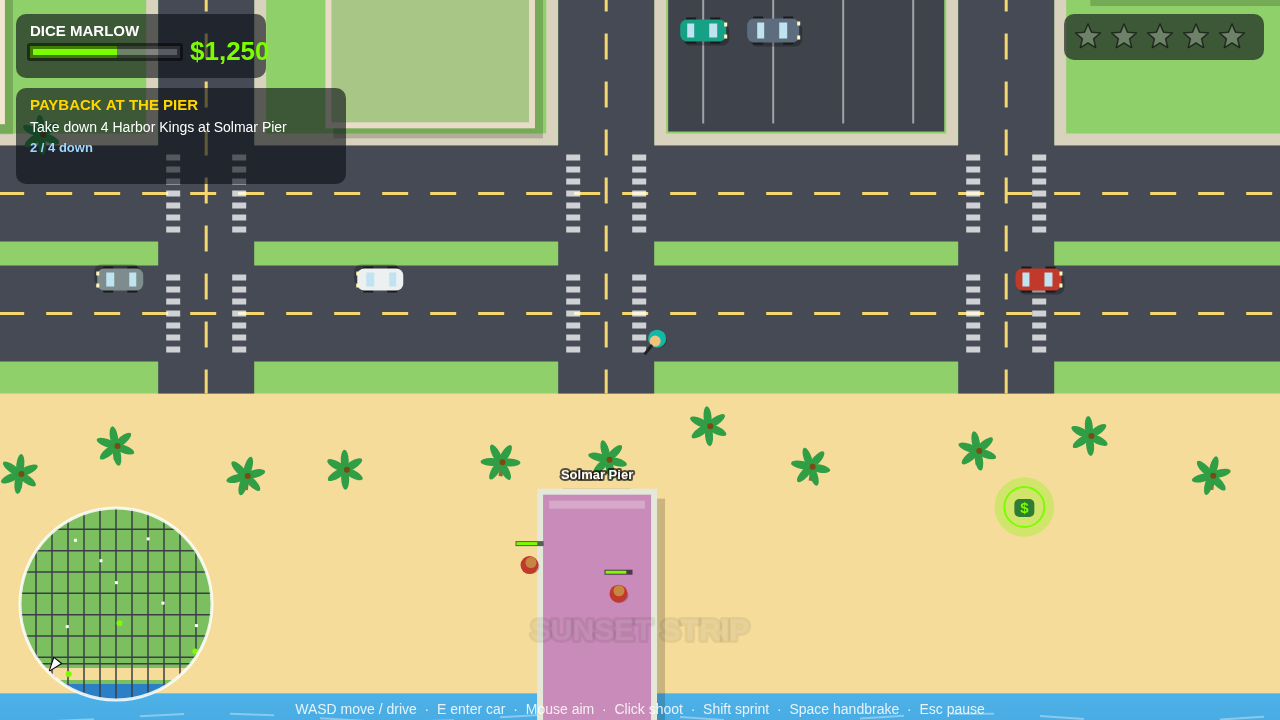 DICE MARLOW
$1,250
PAYBACK AT THE PIER
Take down 4 Harbor Kings at Solmar Pier
2 / 4 down
Solmar Pier
$
SUNSET STRIP
WASD move / drive · E enter car · Mouse aim · Click shoot · Shift sprint · Space handbrake · Esc pause